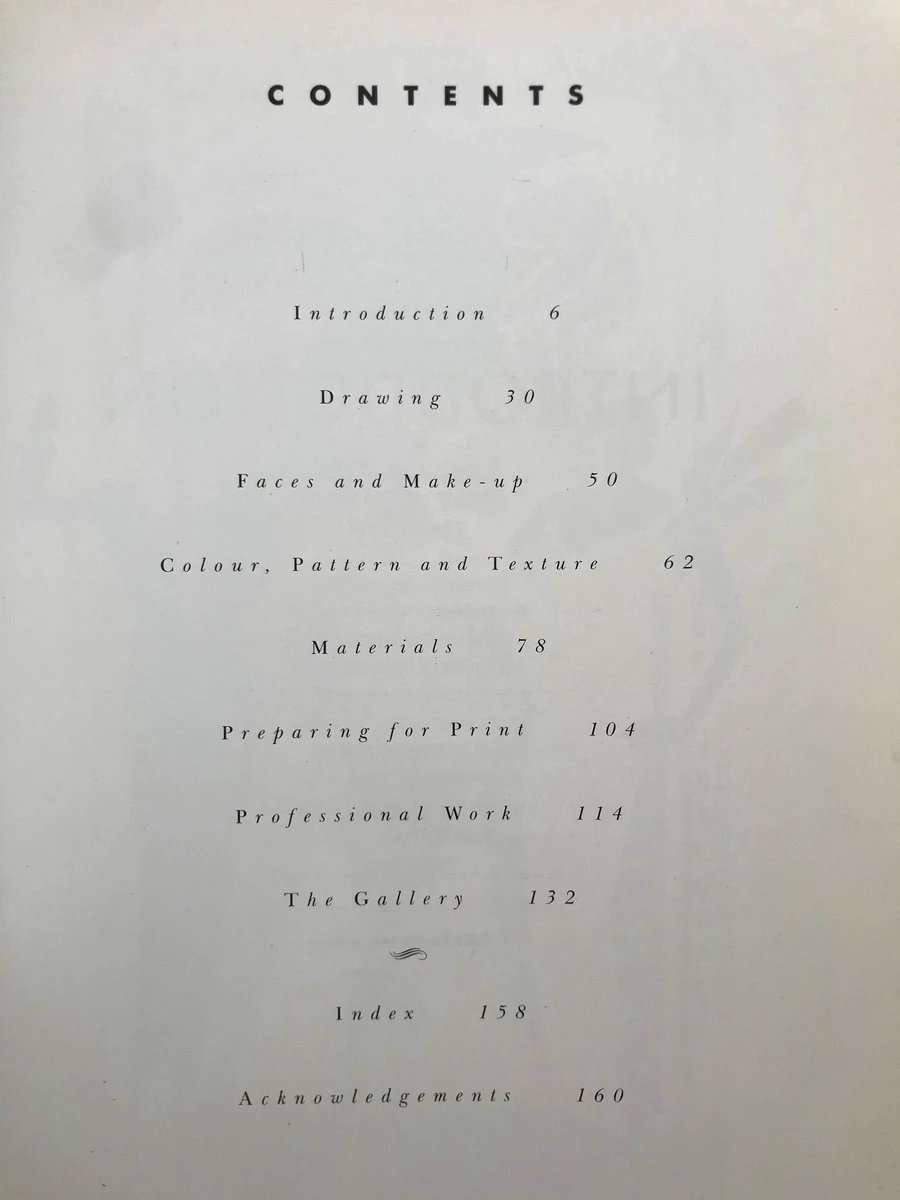 CONTENTS
Introduction 6
Drawing 30
Faces and Make-up 50
Colour, Pattern and Texture 62
Materials 78
Preparing for Print 104
Professional Work 114
The Gallery 132
Index 158
Acknowledgements 160